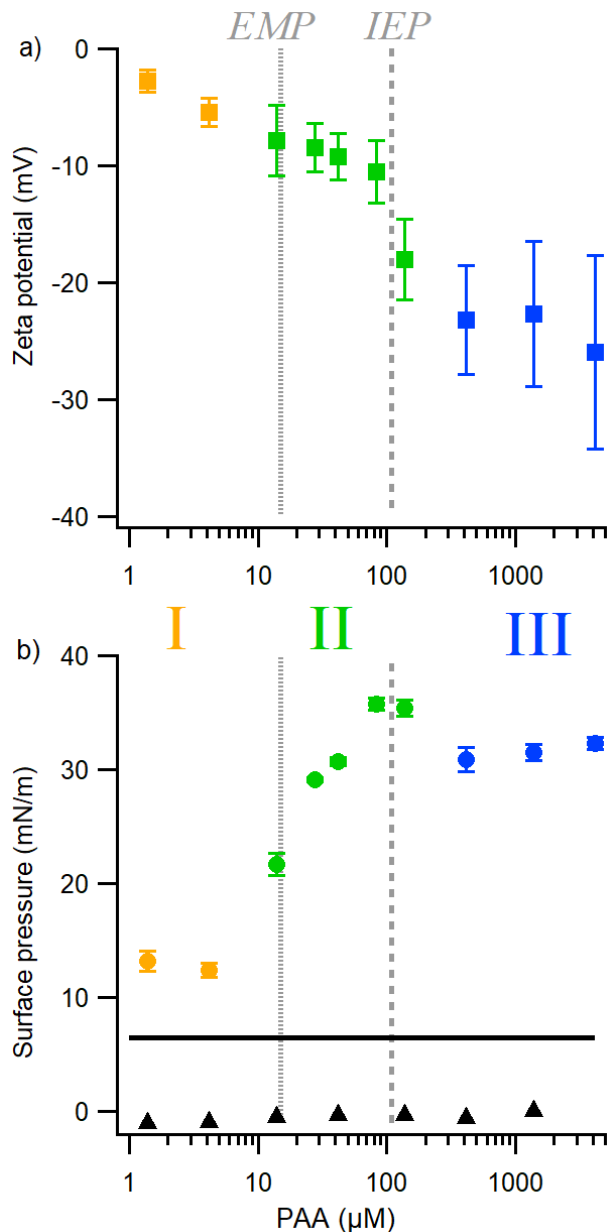 EMP IEP
a)
0
-10
-20
-30
-40
Zeta potential (mV)
1 10 100 1000
I II III
b)
40
30
20
10
0
Surface pressure (mN/m)
1 10 100 1000
PAA (µM)